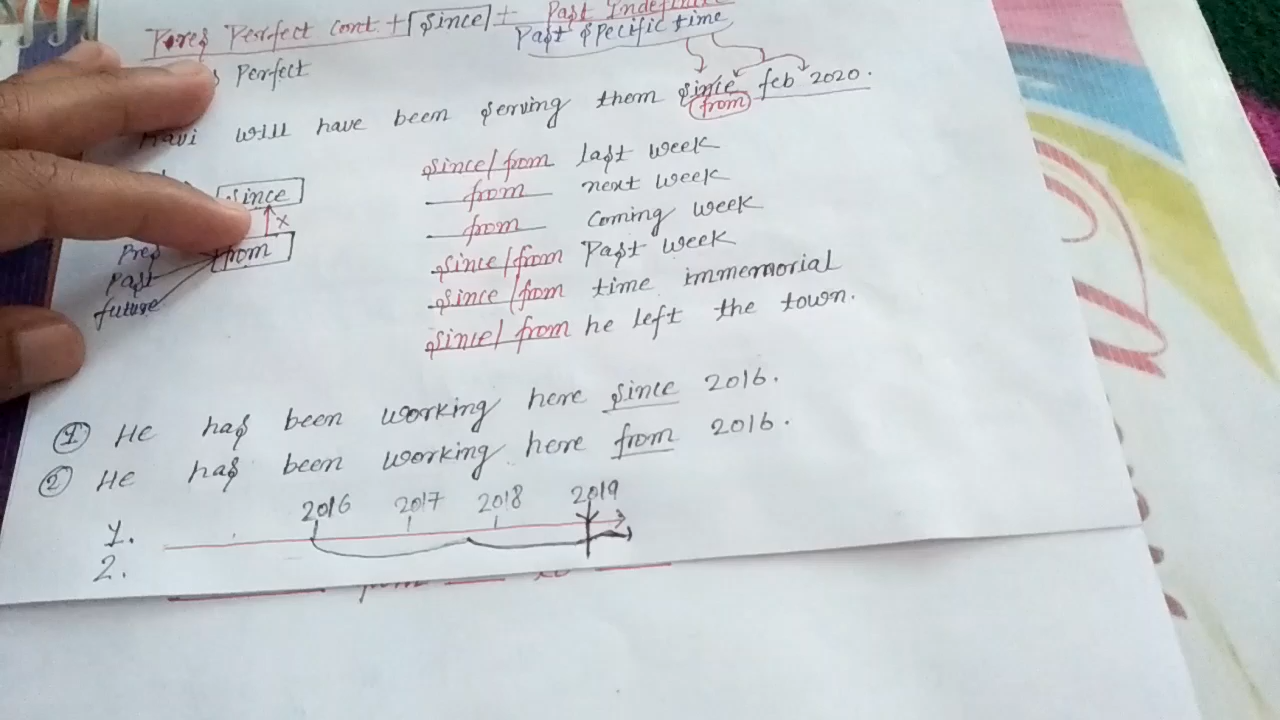 Pres Perfect cont + since + Past Indefinite
Past specific time
Perfect
Ravi will have been serving them since feb 2020.
from
since/from last week
since
from next week
x
from coming week
from
Pres
since/from Past week
Past
since/from time immemorial
future
since/from he left the town.
1 He has been working here since 2016.
2 He has been working here from 2016.
2016 2017 2018 2019
1.
2.